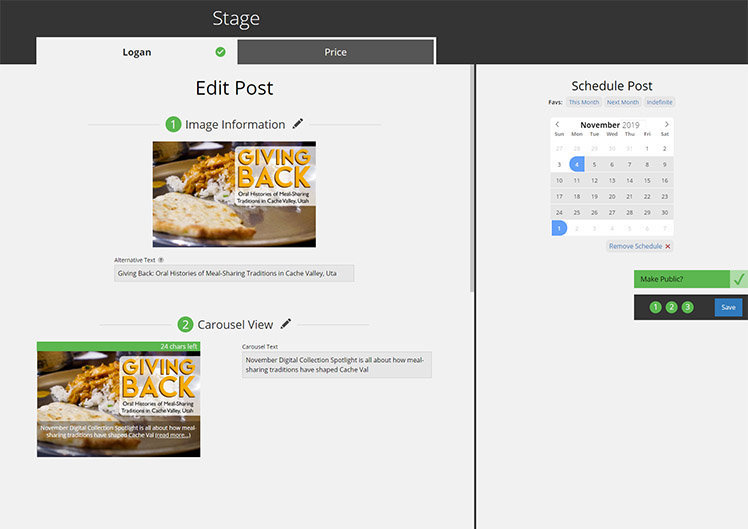 Stage
Logan
Price
Edit Post
1 Image Information
GIVING
BACK
Oral Histories of Meal-Sharing
Traditions in Cache Valley, Utah
Alternative Text
Giving Back: Oral Histories of Meal-Sharing Traditions in Cache Valley, Uta
2 Carousel View
24 chars left
GIVING
BACK
Oral Histories of Meal-Sharing
Traditions in Cache Valley, Utah
November Digital Collection Spotlight is all about how meal-
sharing traditions have shaped Cache Val (read more...)
Carousel Text
November Digital Collection Spotlight is all about how meal-
sharing traditions have shaped Cache Val
Schedule Post
Favs: This Month Next Month Indefinite
November 2019
Sun Mon Tue Wed Thu Fri Sat
27 28 29 30 31 1 2
3 4 5 6 7 8 9
10 11 12 13 14 15 16
17 18 19 20 21 22 23
24 25 26 27 28 29 30
1 2 3 4 5 6 7
Remove Schedule
Make Public?
1 2 3 Save